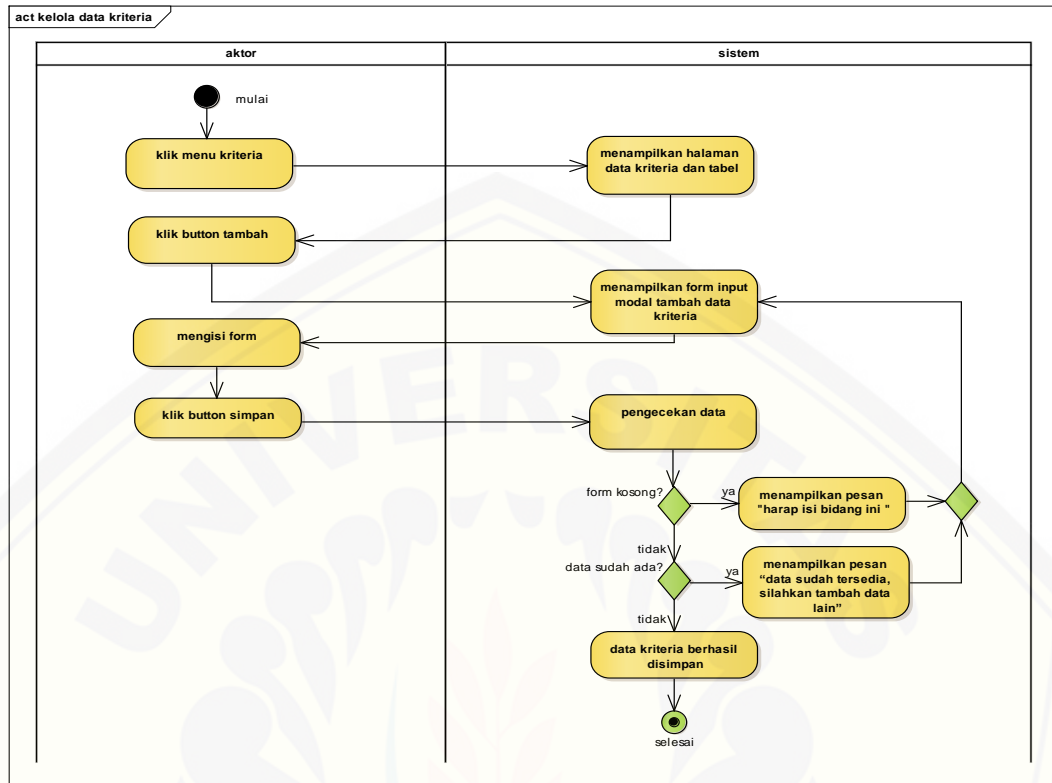 act kelola data kriteria
aktor
sistem
mulai
klik menu kriteria
menampilkan halaman
data kriteria dan tabel
klik button tambah
menampilkan form input
modal tambah data
kriteria
mengisi form
klik button simpan
pengecekan data
form kosong?
ya
menampilkan pesan
"harap isi bidang ini "
tidak
data sudah ada?
ya
menampilkan pesan
“data sudah tersedia,
silahkan tambah data
lain”
tidak
data kriteria berhasil
disimpan
selesai
UNIVERSITAS